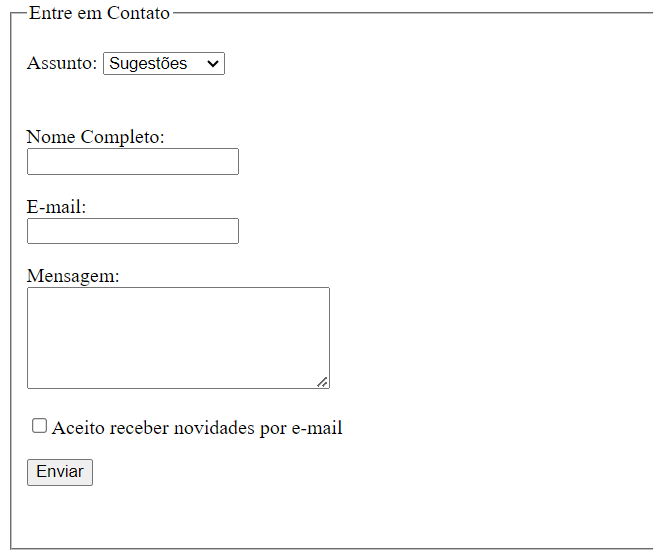 Entre em Contato
Assunto: Sugestões
Nome Completo:
E-mail:
Mensagem:
Aceito receber novidades por e-mail
Enviar